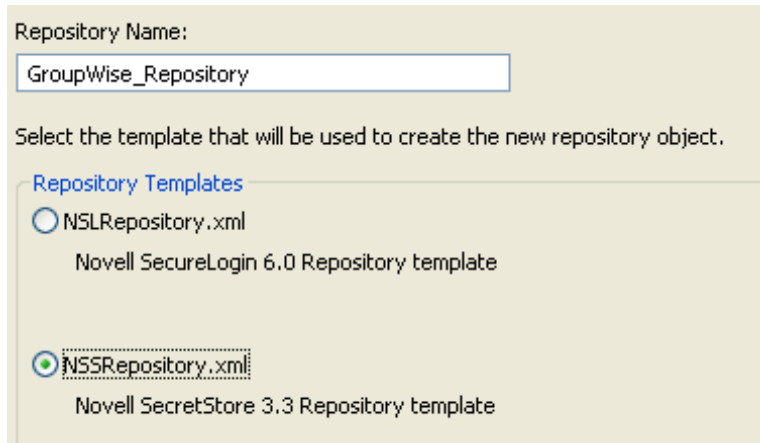 Repository Name:
GroupWise_Repository
Select the template that will be used to create the new repository object.
Repository Templates
NSLRepository.xml
Novell SecureLogin 6.0 Repository template
NSSRepository.xml
Novell SecretStore 3.3 Repository template